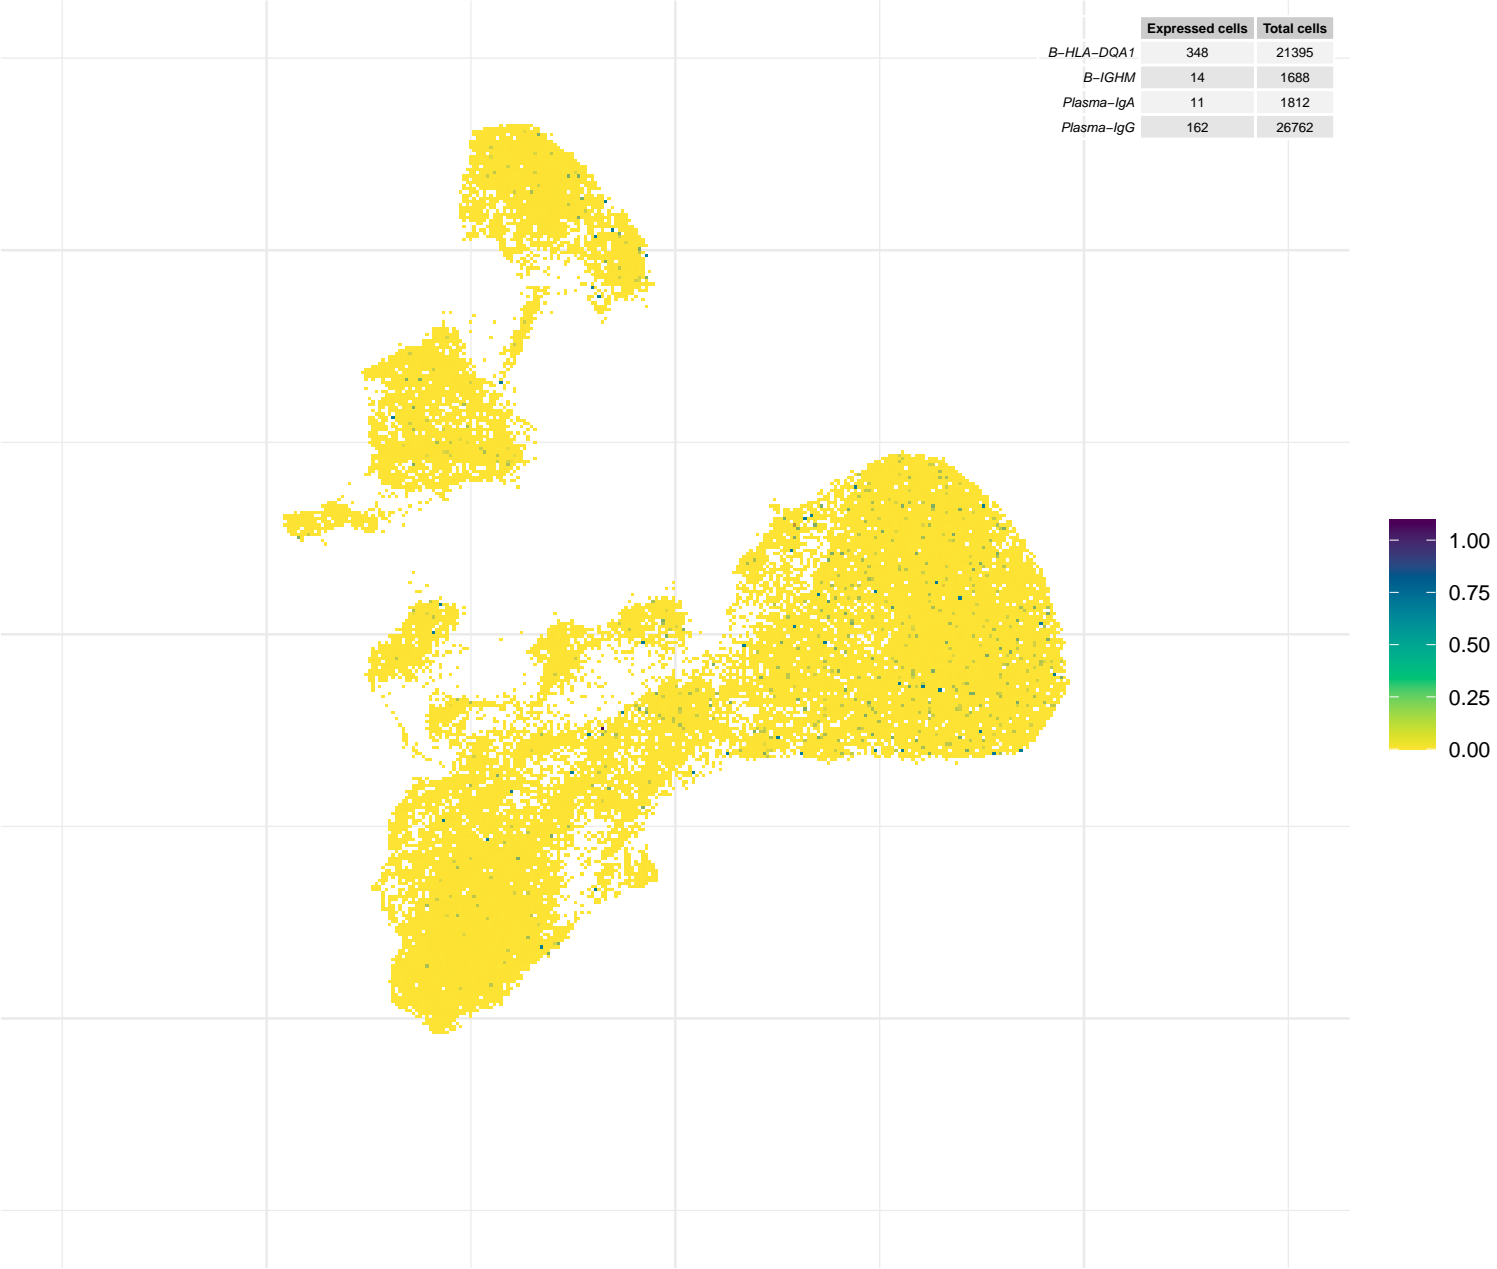 Expressed cells Total cells
B−HLA−DQA1 348 21395
B−IGHM 14 1688
Plasma−IgA 11 1812
Plasma−IgG 162 26762
1.00
0.75
0.50
0.25
0.00